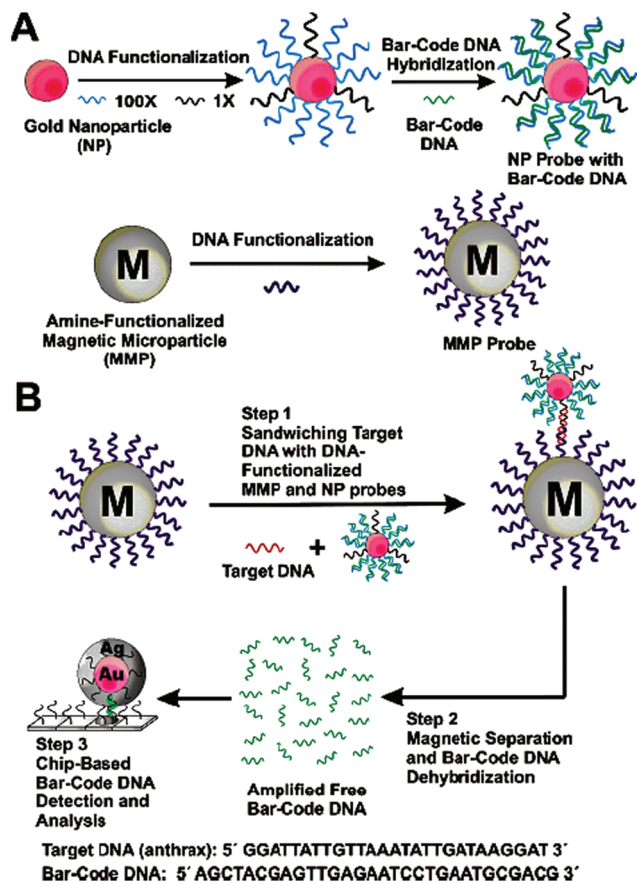 A
DNA Functionalization
100X 1X
Gold Nanoparticle
(NP)
Bar-Code DNA
Hybridization
Bar-Code
DNA
NP Probe with
Bar-Code DNA
M
Amine-Functionalized
Magnetic Microparticle
(MMP)
DNA Functionalization
M
MMP Probe
B
M
Step 1
Sandwiching Target
DNA with DNA-
Functionalized
MMP and NP probes
Target DNA
+
M
Step 2
Magnetic Separation
and Bar-Code DNA
Dehybridization
Amplified Free
Bar-Code DNA
Ag
Au
Step 3
Chip-Based
Bar-Code DNA
Detection and
Analysis
Target DNA (anthrax): 5´ GGATTATTGTTAAATATTGATAAGGAT 3´
Bar-Code DNA: 5´ AGCTACGAGTTGAGAATCCTGAATGCGACG 3´